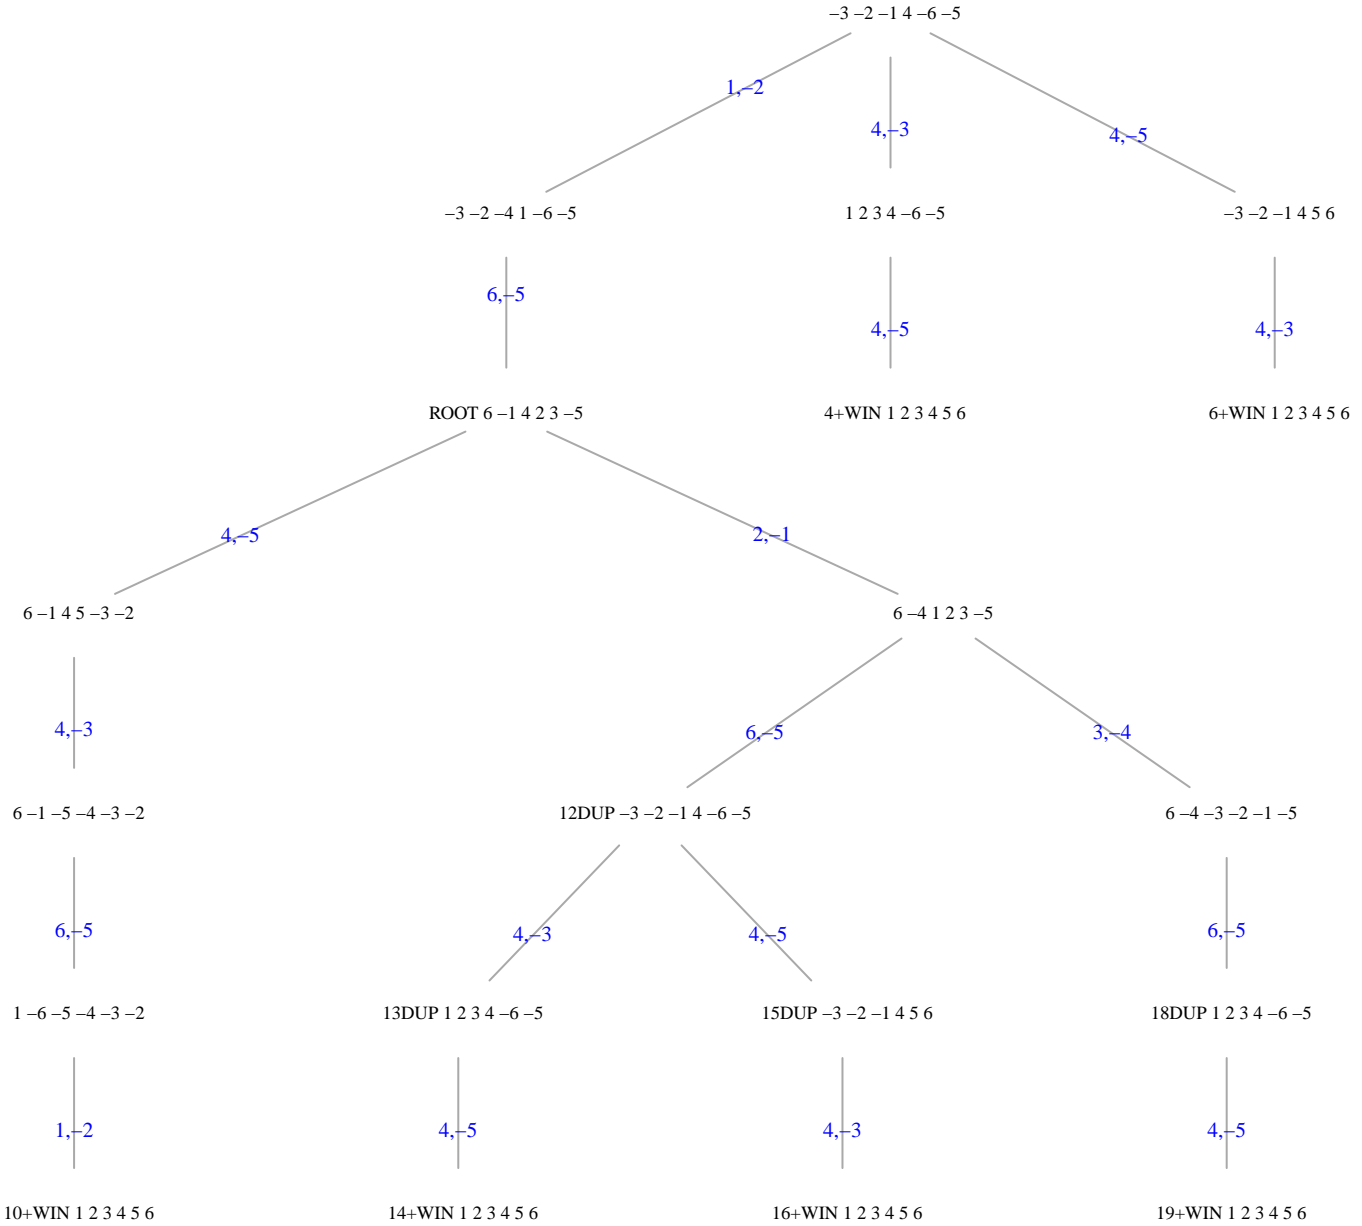 –3 –2 –1 4 –6 –5
1,–2
4,–3
4,–5
–3 –2 –4 1 –6 –5
1 2 3 4 –6 –5
–3 –2 –1 4 5 6
6,–5
4,–5
4,–3
ROOT 6 –1 4 2 3 –5
4+WIN 1 2 3 4 5 6
6+WIN 1 2 3 4 5 6
4,–5
2,–1
6 –1 4 5 –3 –2
6 –4 1 2 3 –5
4,–3
6,–5
3,–4
6 –1 –5 –4 –3 –2
12DUP –3 –2 –1 4 –6 –5
6 –4 –3 –2 –1 –5
6,–5
4,–3
4,–5
6,–5
1 –6 –5 –4 –3 –2
13DUP 1 2 3 4 –6 –5
15DUP –3 –2 –1 4 5 6
18DUP 1 2 3 4 –6 –5
1,–2
4,–5
4,–3
4,–5
10+WIN 1 2 3 4 5 6
14+WIN 1 2 3 4 5 6
16+WIN 1 2 3 4 5 6
19+WIN 1 2 3 4 5 6